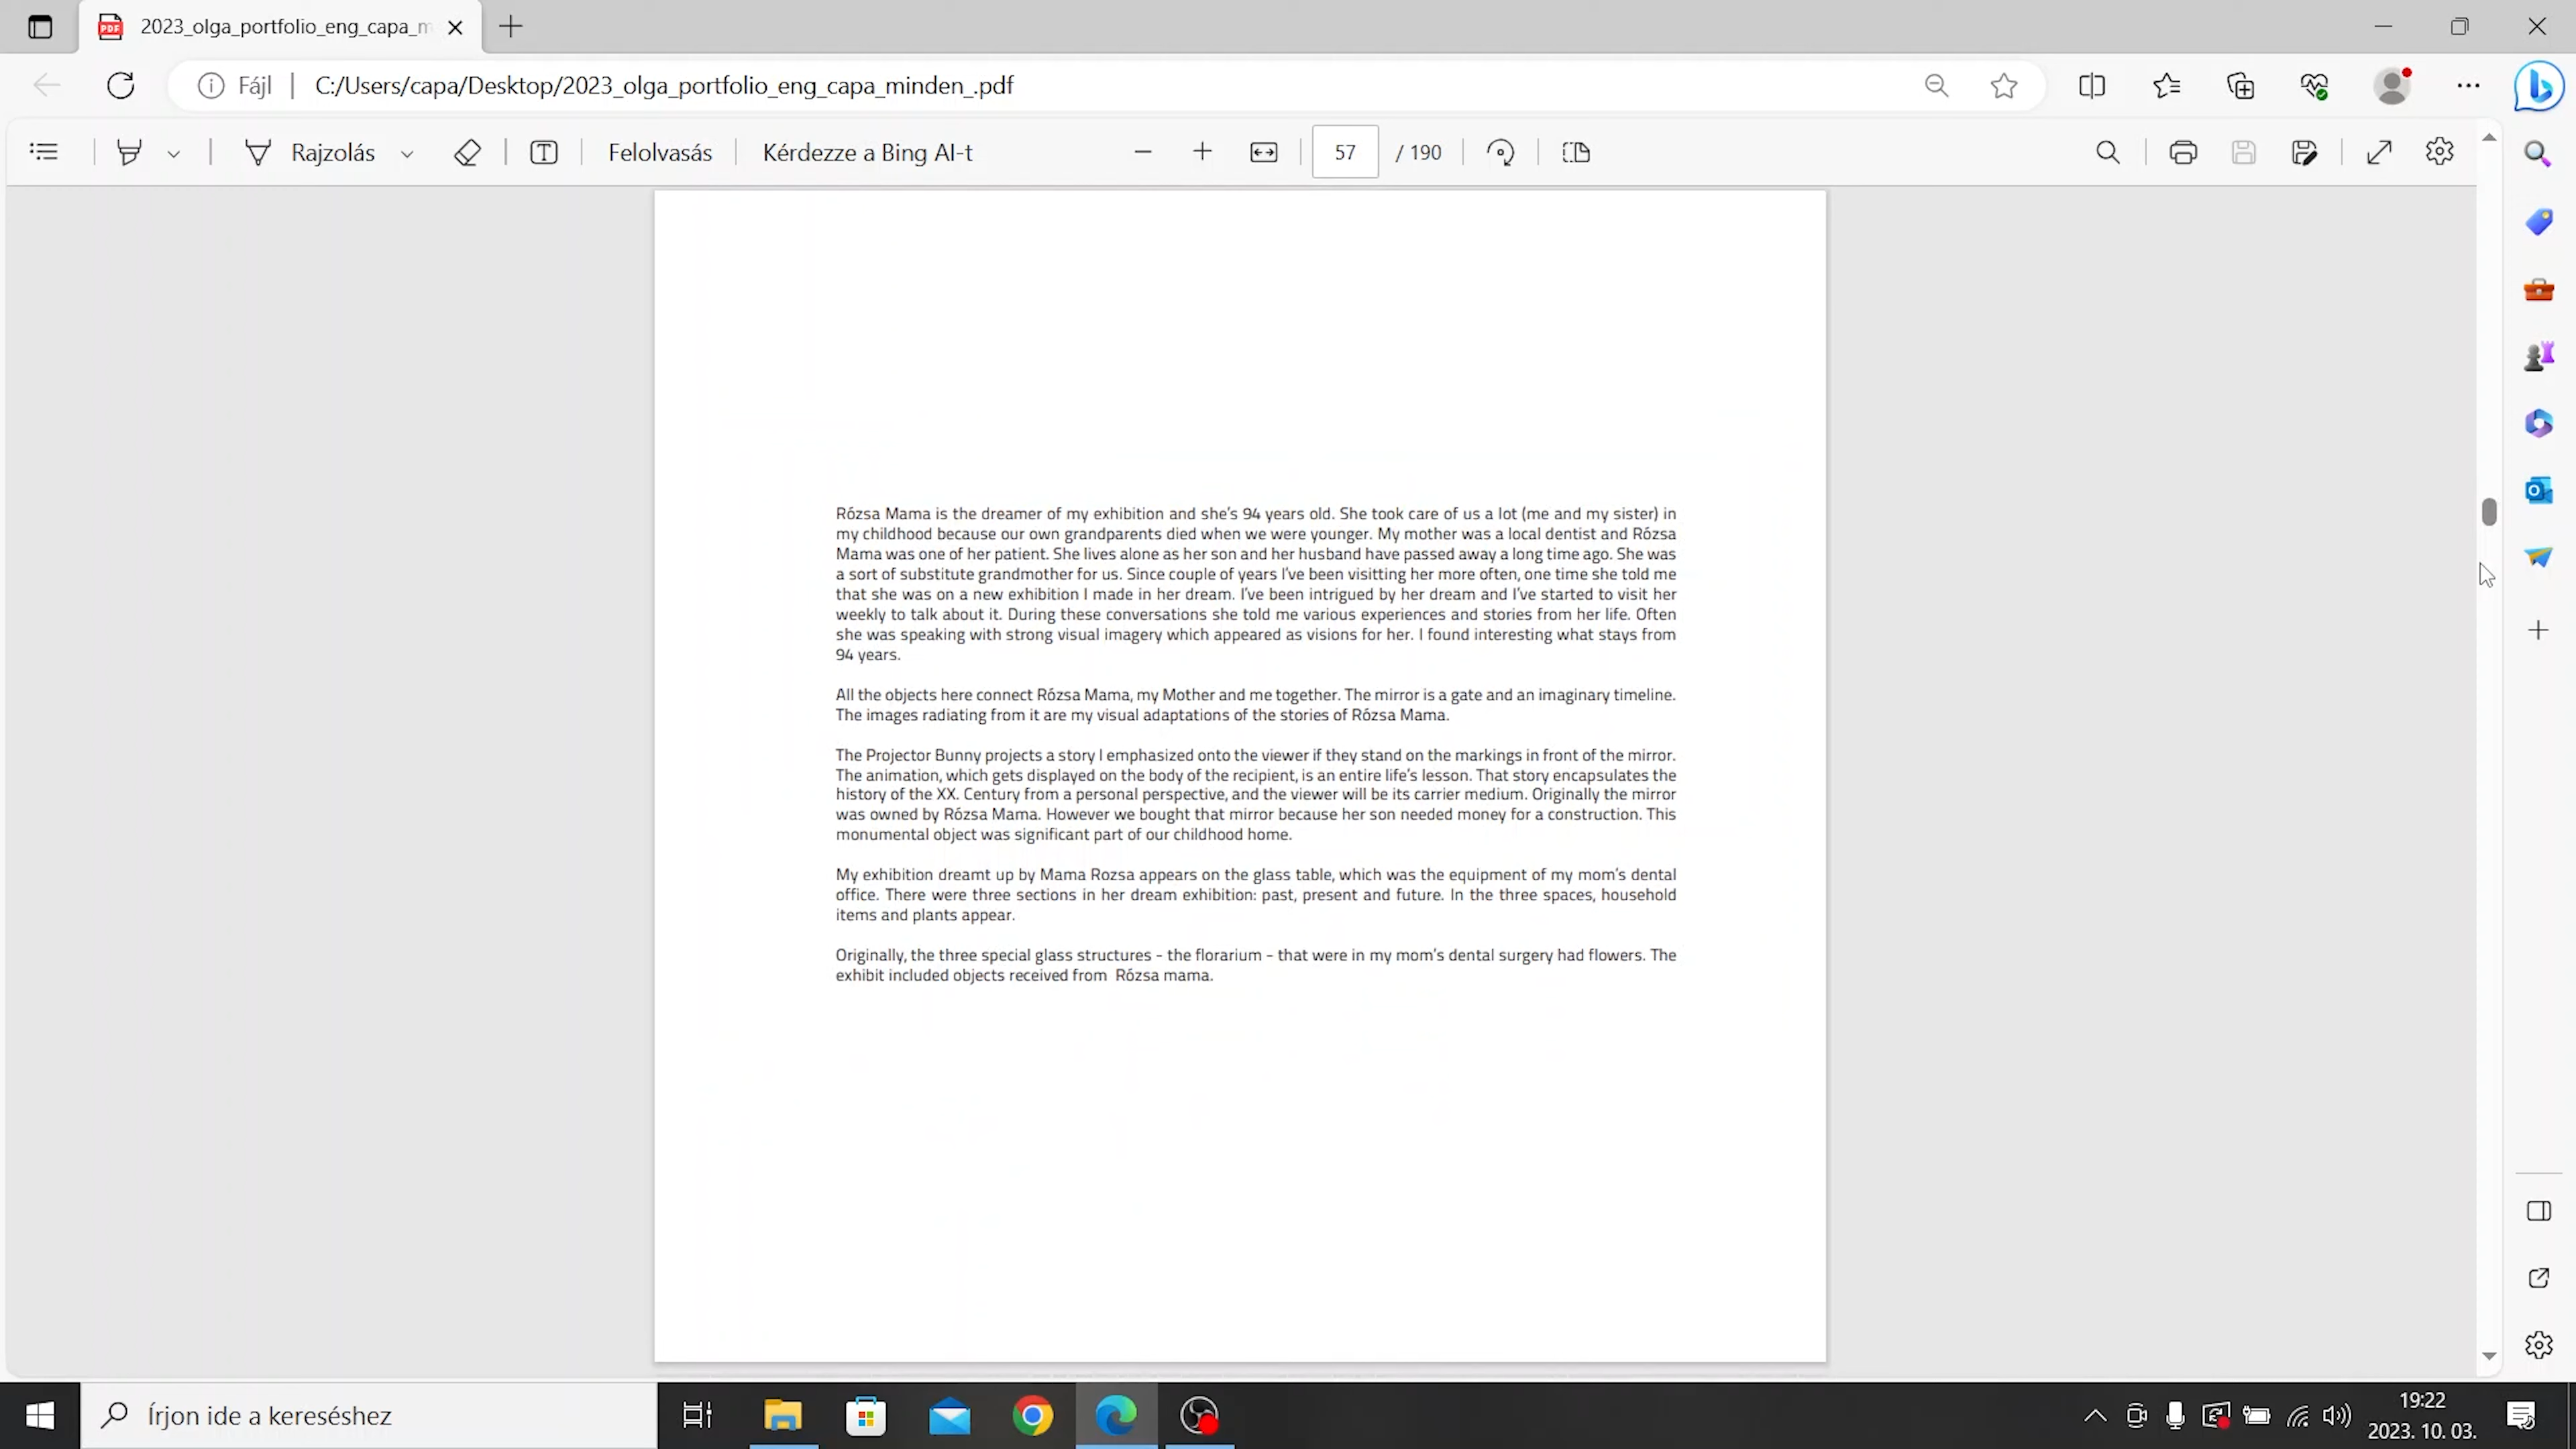 2023_olga_portfolio_eng_capa_m
Fájl
C:/Users/capa/Desktop/2023_olga_portfolio_eng_capa_minden_.pdf
Rajzolás
Felolvasás
Kérdezze a Bing AI-t
57 / 190
Rózsa Mama is the dreamer of my exhibition and she's 94 years old. She took care of us a lot (me and my sister) in
my childhood because our own grandparents died when we were younger. My mother was a local dentist and Rózsa
Mama was one of her patient. She lives alone as her son and her husband have passed away a long time ago. She was
a sort of substitute grandmother for us. Since couple of years I've been visitting her more often, one time she told me
that she was on a new exhibition I made in her dream. I've been intrigued by her dream and I've started to visit her
weekly to talk about it. During these conversations she told me various experiences and stories from her life. Often
she was speaking with strong visual imagery which appeared as visions for her. I found interesting what stays from
94 years.
All the objects here connect Rózsa Mama, my Mother and me together. The mirror is a gate and an imaginary timeline.
The images radiating from it are my visual adaptations of the stories of Rózsa Mama.
The Projector Bunny projects a story I emphasized onto the viewer if they stand on the markings in front of the mirror.
The animation, which gets displayed on the body of the recipient, is an entire life's lesson. That story encapsulates the
history of the XX. Century from a personal perspective, and the viewer will be its carrier medium. Originally the mirror
was owned by Rózsa Mama. However we bought that mirror because her son needed money for a construction. This
monumental object was significant part of our childhood home.
My exhibition dreamt up by Mama Rozsa appears on the glass table, which was the equipment of my mom's dental
office. There were three sections in her dream exhibition: past, present and future. In the three spaces, household
items and plants appear.
Originally, the three special glass structures - the florarium - that were in my mom's dental surgery had flowers. The
exhibit included objects received from Rózsa mama.
Írjon ide a kereséshez
19:22
2023. 10. 03.